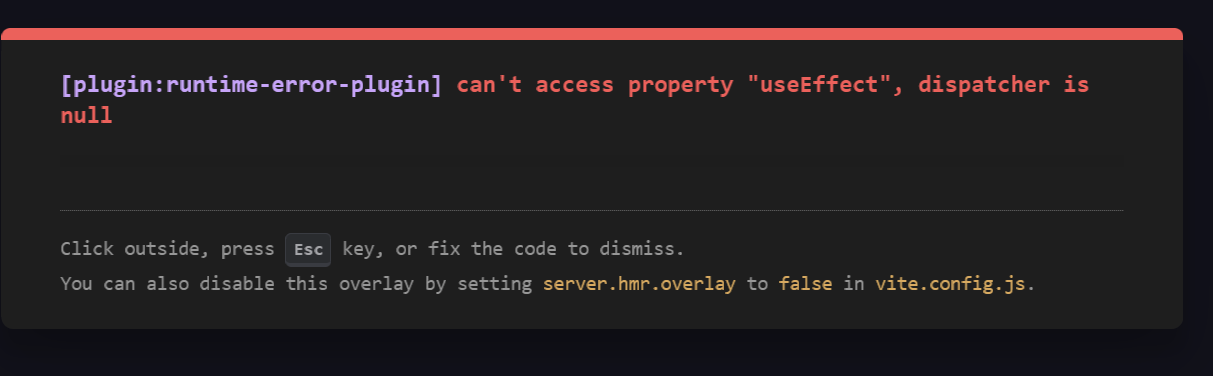 [plugin:runtime-error-plugin] can't access property "useEffect", dispatcher is
null
Click outside, press Esc key, or fix the code to dismiss.
You can also disable this overlay by setting server.hmr.overlay to false in vite.config.js.